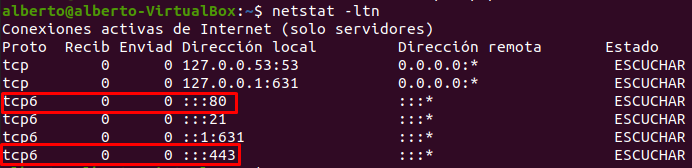 alberto@alberto-VirtualBox:~$ netstat -ltn
Conexiones activas de Internet (solo servidores)
Proto  Recib Enviad Dirección local         Dirección remota       Estado
tcp        0      0 127.0.0.53:53           0.0.0.0:*               ESCUCHAR
tcp        0      0 127.0.0.1:631           0.0.0.0:*               ESCUCHAR
tcp6       0      0 :::80                   :::*                    ESCUCHAR
tcp6       0      0 :::21                   :::*                    ESCUCHAR
tcp6       0      0 ::1:631                 :::*                    ESCUCHAR
tcp6       0      0 :::443                  :::*                    ESCUCHAR